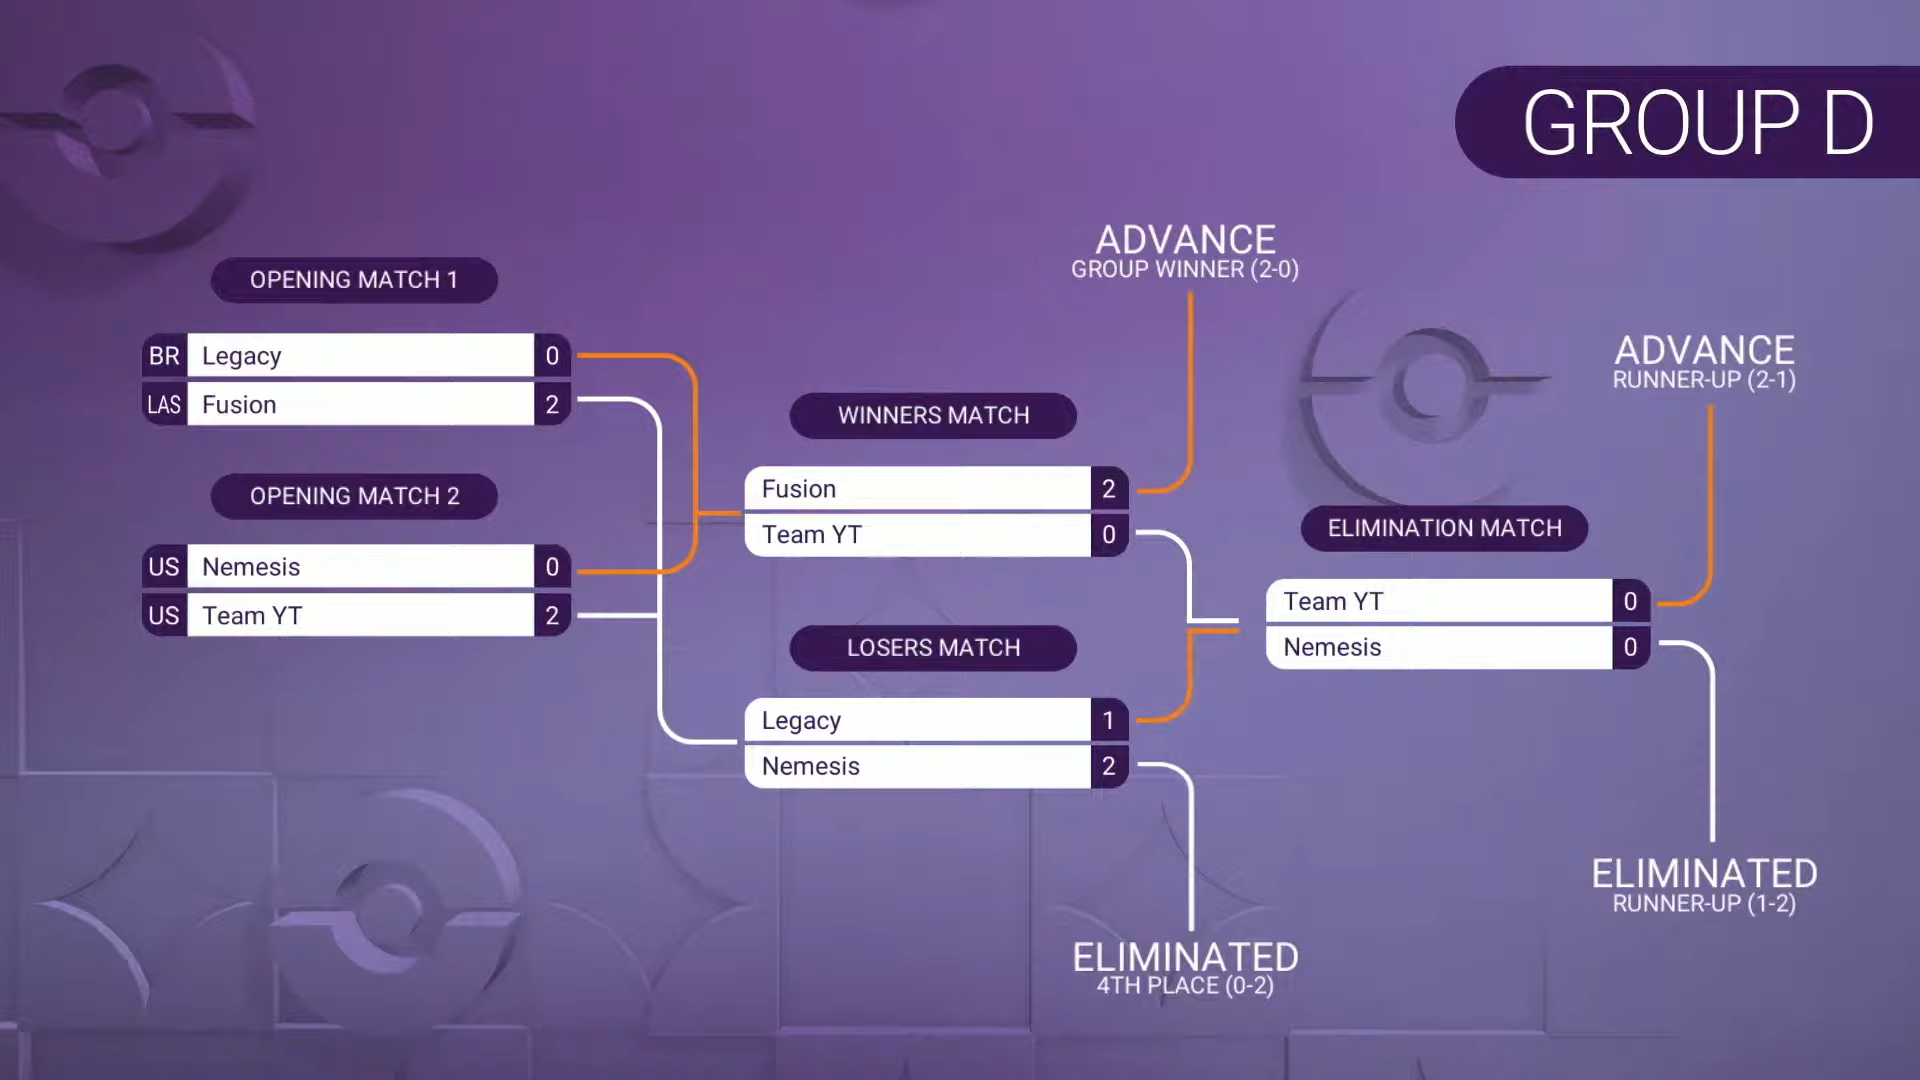 GROUP D
ADVANCE
GROUP WINNER (2-0)
OPENING MATCH 1
BR Legacy 0
LAS Fusion 2
OPENING MATCH 2
US Nemesis 0
US Team YT 2
WINNERS MATCH
Fusion 2
Team YT 0
LOSERS MATCH
Legacy 1
Nemesis 2
ELIMINATED
4TH PLACE (0-2)
ADVANCE
RUNNER-UP (2-1)
ELIMINATION MATCH
Team YT 0
Nemesis 0
ELIMINATED
RUNNER-UP (1-2)